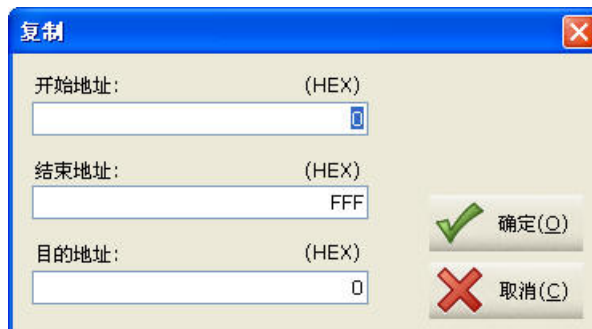 复制
开始地址: (HEX)
0
结束地址: (HEX)
FFF
确定(O)
目的地址: (HEX)
0
取消(C)